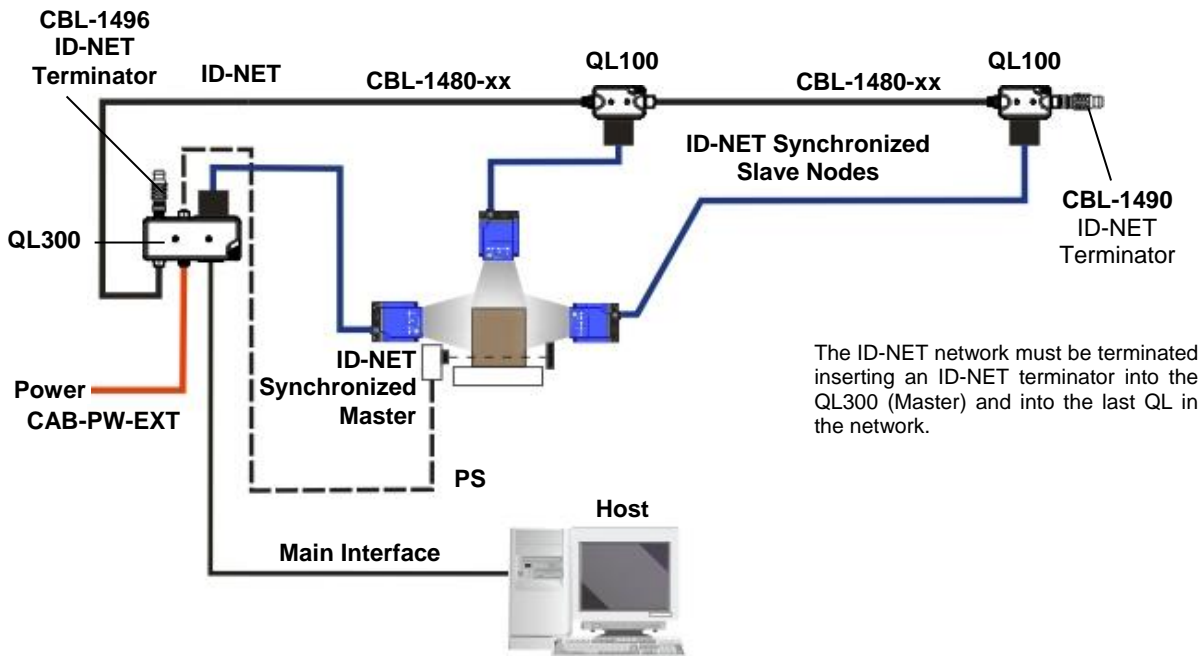 CBL-1496
ID-NET
Terminator
ID-NET
CBL-1480-xx
QL100
CBL-1480-xx
QL100
ID-NET Synchronized
Slave Nodes
CBL-1490
ID-NET
Terminator
QL300
ID-NET
Synchronized
Master
The ID-NET network must be terminated
inserting an ID-NET terminator into the
QL300 (Master) and into the last QL in
the network.
Power
CAB-PW-EXT
PS
Host
Main Interface